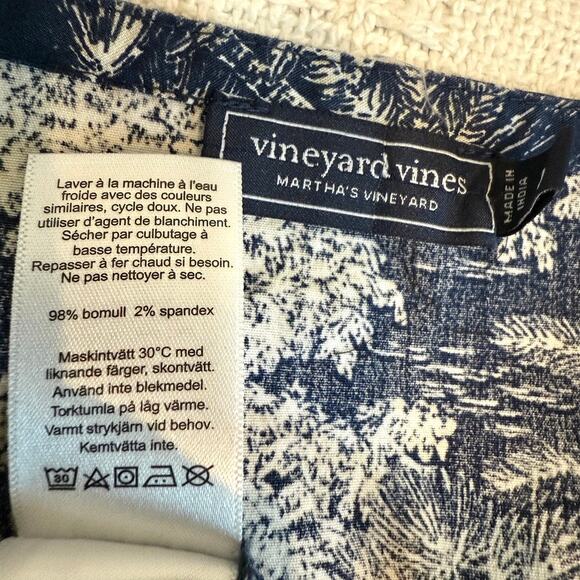 vineyard vines
MARTHA'S VINEYARD
MADE IN
INDIA
Laver à la machine à l'eau
froide avec des couleurs
similaires, cycle doux. Ne pas
utiliser d'agent de blanchiment.
Sécher par culbutage à
basse température.
Repasser à fer chaud si besoin.
Ne pas nettoyer à sec.
98% bomull 2% spandex
Maskintvätt 30°C med
liknande färger, skontvätt.
Använd inte blekmedel.
Torktumla på låg värme.
Varmt strykjärn vid behov.
Kemtvätta inte.
30